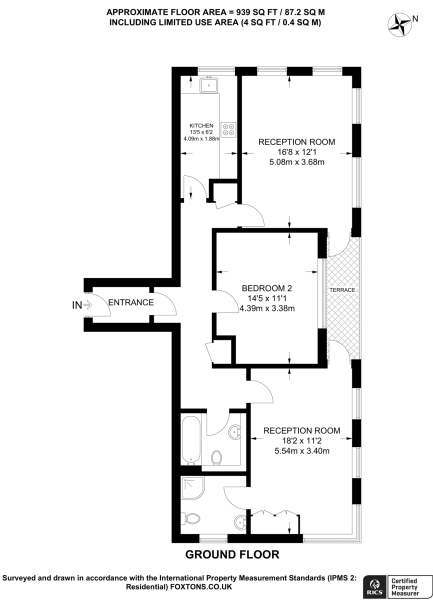 APPROXIMATE FLOOR AREA = 939 SQ FT / 87.2 SQ M
INCLUDING LIMITED USE AREA (4 SQ FT / 0.4 SQ M)
N
KITCHEN
13'5 x 6'2
4.09m x 1.88m
RECEPTION ROOM
16'8 x 12'1
5.08m x 3.68m
BEDROOM 2
14'5 x 11'1
4.39m x 3.38m
TERRACE
IN
ENTRANCE
RECEPTION ROOM
18'2 x 11'2
5.54m x 3.40m
GROUND FLOOR
Surveyed and drawn in accordance with the International Property Measurement Standards (IPMS 2:
Residential) FOXTONS.CO.UK
RICS
Certified
Property
Measurer